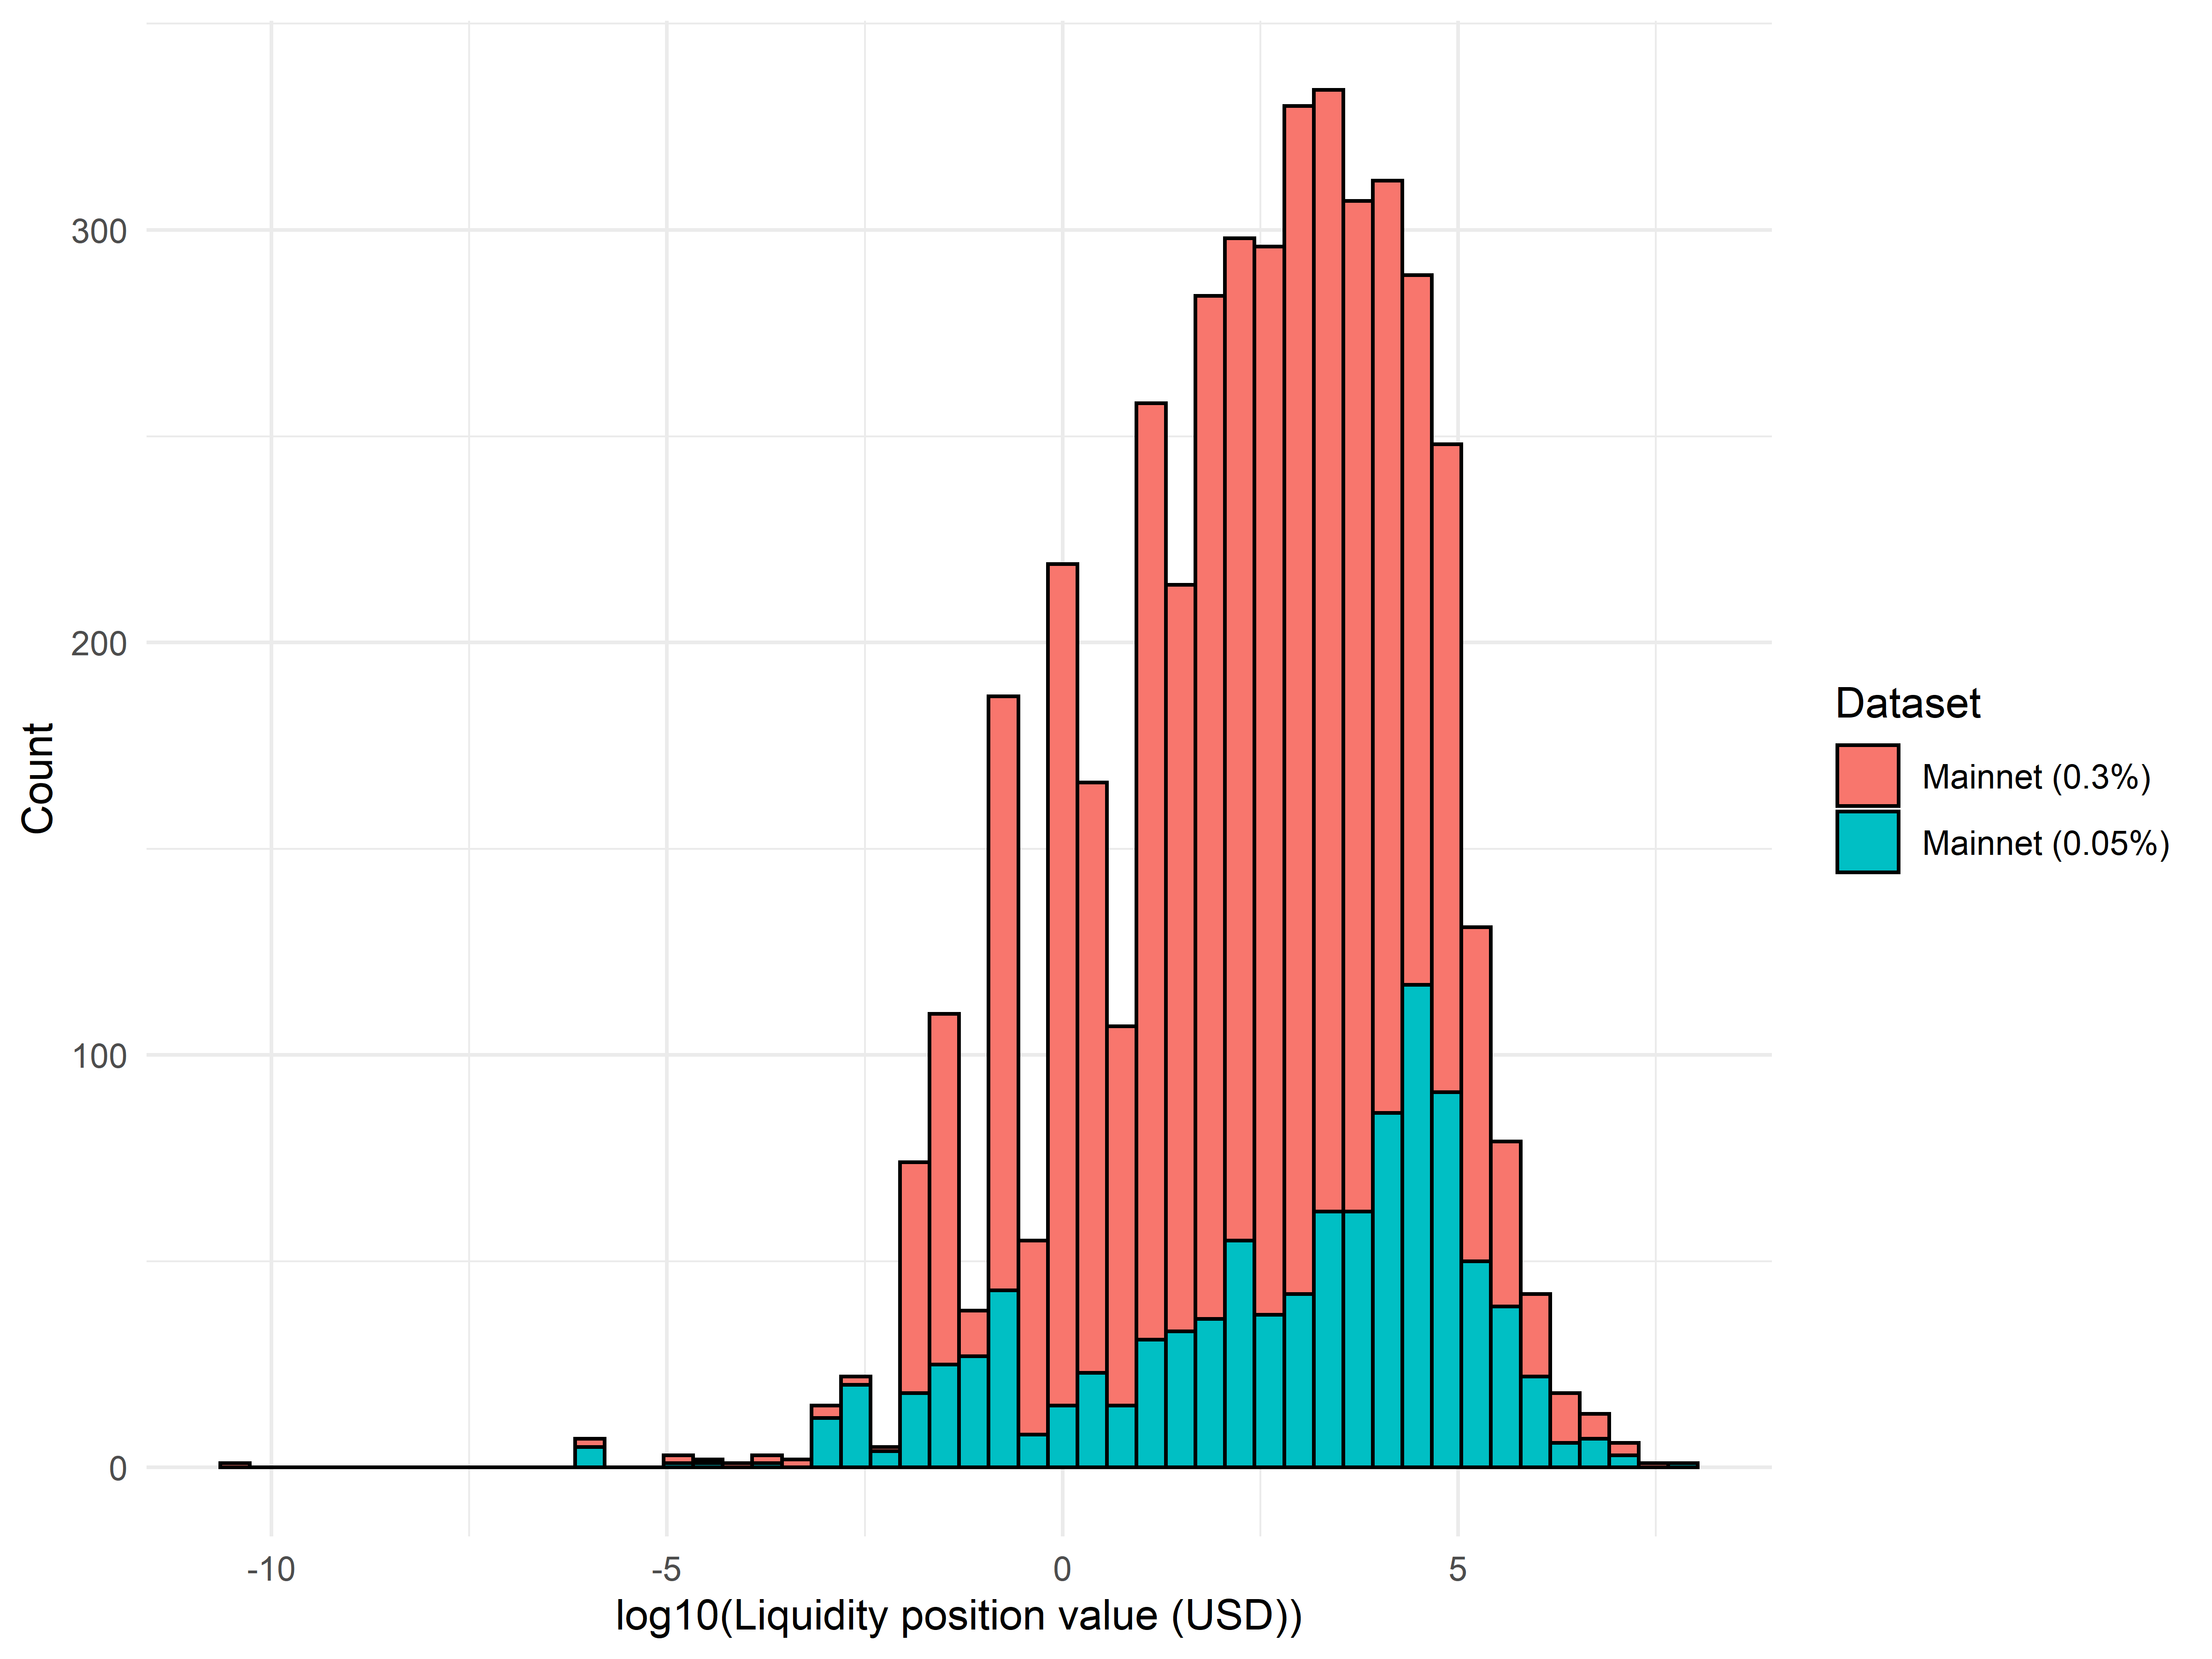 300
200
100
0
Count
-10
-5
0
5
log10(Liquidity position value (USD))
Dataset
Mainnet (0.3%)
Mainnet (0.05%)